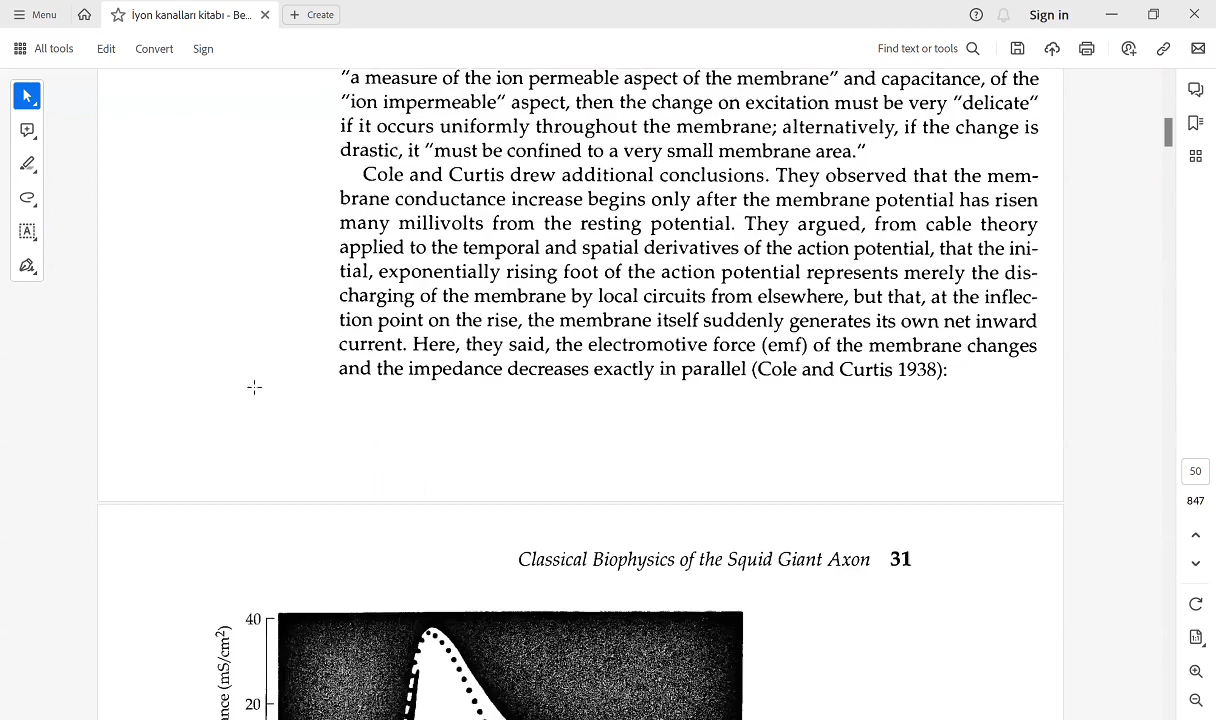 Menu
İyon kanalları kitabı - Be...
Create
Sign in
All tools
Edit
Convert
Sign
Find text or tools
"a measure of the ion permeable aspect of the membrane" and capacitance, of the
"ion impermeable" aspect, then the change on excitation must be very "delicate"
if it occurs uniformly throughout the membrane; alternatively, if the change is
drastic, it "must be confined to a very small membrane area."
Cole and Curtis drew additional conclusions. They observed that the mem-
brane conductance increase begins only after the membrane potential has risen
many millivolts from the resting potential. They argued, from cable theory
applied to the temporal and spatial derivatives of the action potential, that the ini-
tial, exponentially rising foot of the action potential represents merely the dis-
charging of the membrane by local circuits from elsewhere, but that, at the inflec-
tion point on the rise, the membrane itself suddenly generates its own net inward
current. Here, they said, the electromotive force (emf) of the membrane changes
and the impedance decreases exactly in parallel (Cole and Curtis 1938):
50
847
Classical Biophysics of the Squid Giant Axon 31
40
20
nce (mS/cm²)
1:1